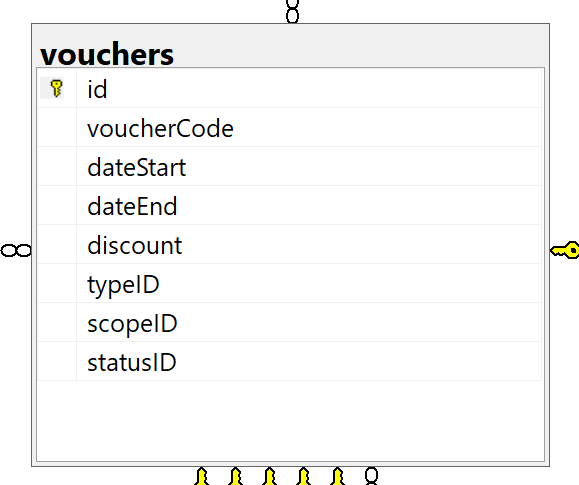 vouchers
id
voucherCode
dateStart
dateEnd
discount
typeID
scopeID
statusID